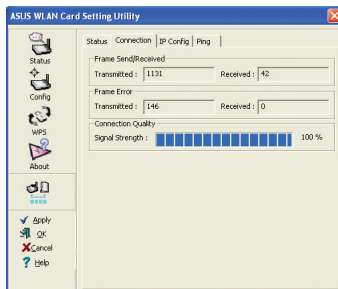 ASUS WLAN Card Setting Utility
Status
Config
WPS
About
Apply
OK
Cancel
Help
Status Connection IP Config Ping
Frame Send/Received
Transmitted : 1131 Received : 42
Frame Error
Transmitted : 146 Received : 0
Connection Quality
Signal Strength : 100 %